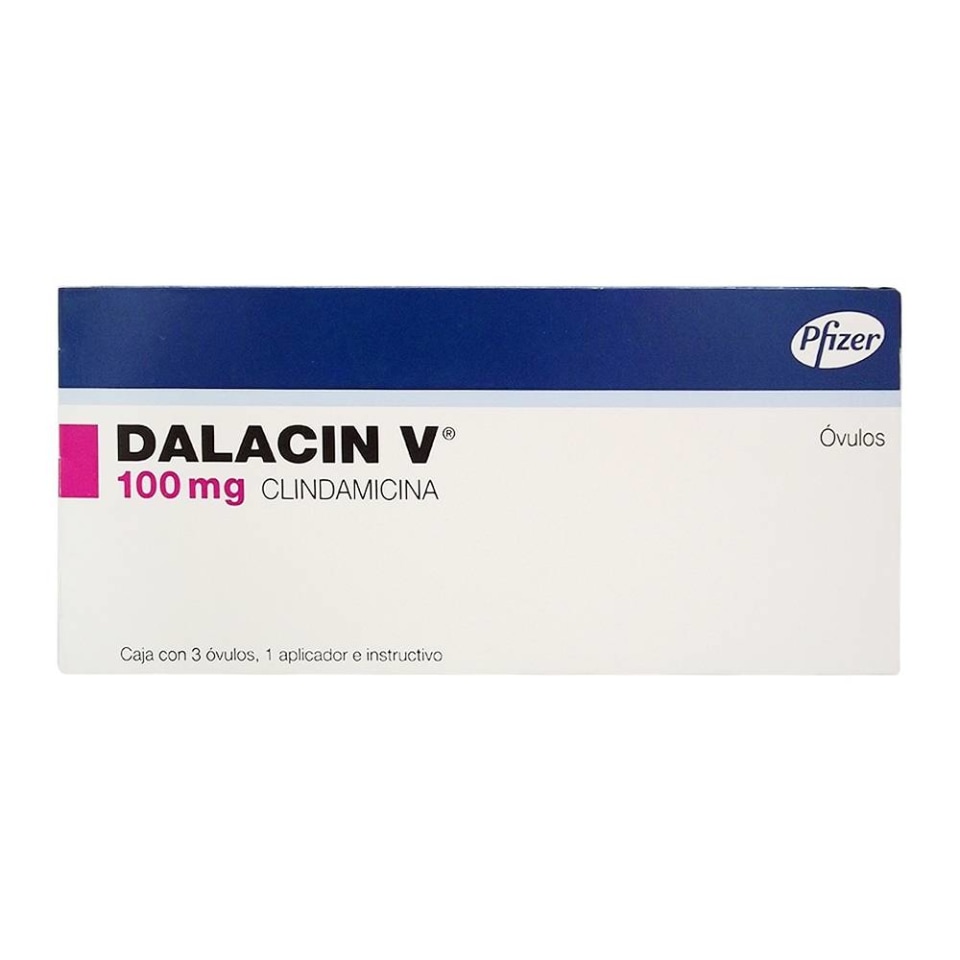 Pfizer
DALACIN V®
Óvulos
100 mg CLINDAMICINA
Caja con 3 óvulos, 1 aplicador e instructivo